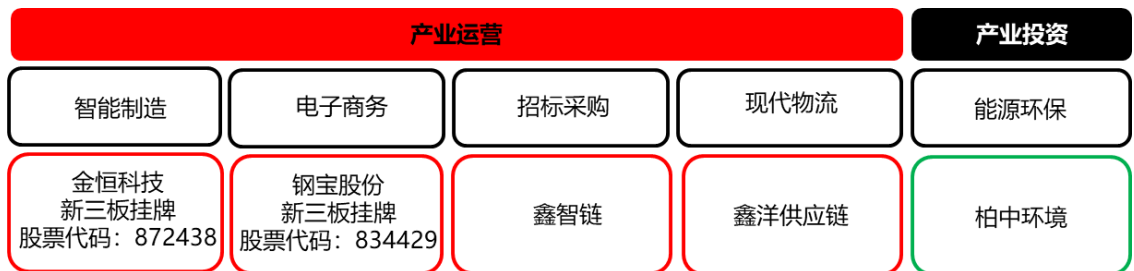 产业运营
产业投资
智能制造
电子商务
招标采购
现代物流
能源环保
金恒科技
新三板挂牌
股票代码：872438
钢宝股份
新三板挂牌
股票代码：834429
鑫智链
鑫洋供应链
柏中环境